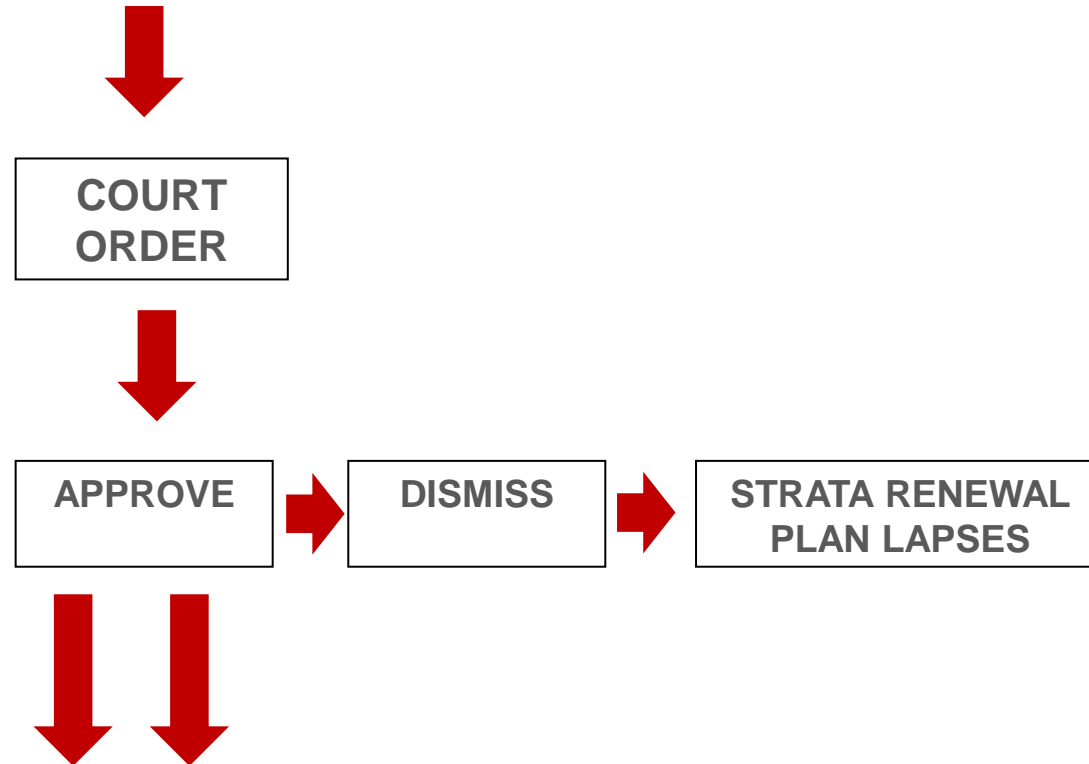 COURT
ORDER
APPROVE
DISMISS
STRATA RENEWAL
PLAN LAPSES